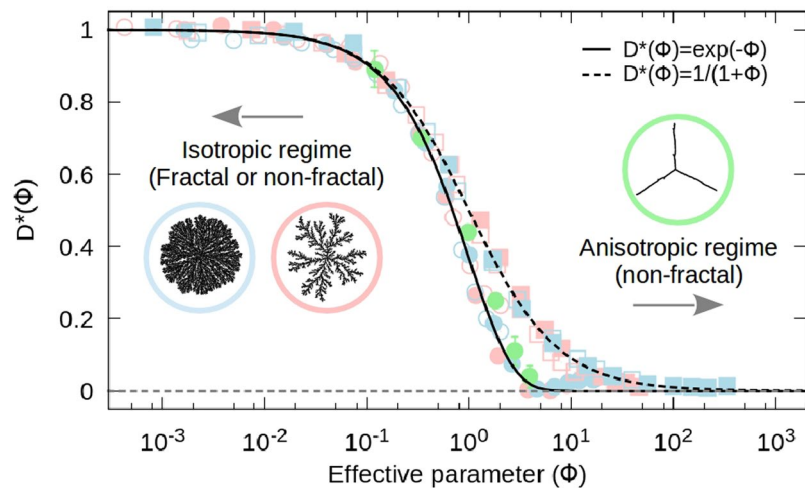 D*(Φ)=exp(-Φ)
D*(Φ)=1/(1+Φ)
Isotropic regime
(Fractal or non-fractal)
Anisotropic regime
(non-fractal)
D*(Φ)
1
0.8
0.6
0.4
0.2
0
10⁻³ 10⁻² 10⁻¹ 10⁰ 10¹ 10² 10³
Effective parameter (Φ)